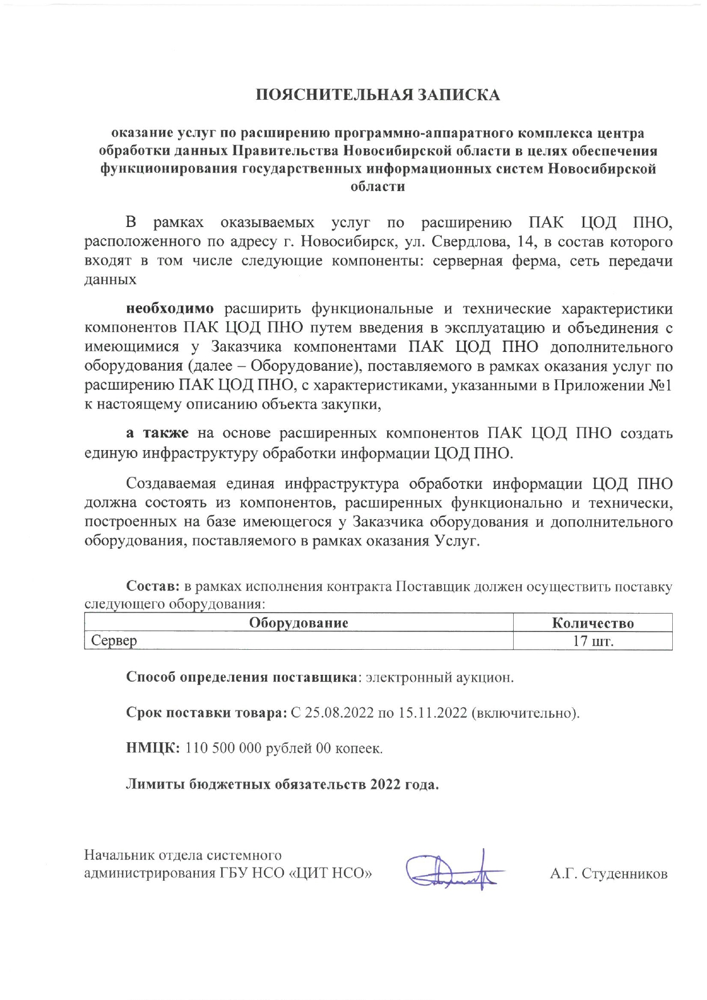 ПОЯСНИТЕЛЬНАЯ ЗАПИСКА
оказание услуг по расширению программно-аппаратного комплекса центра
обработки данных Правительства Новосибирской области в целях обеспечения
функционирования государственных информационных систем Новосибирской
области
В рамках оказываемых услуг по расширению ПАК ЦОД ПНО,
расположенного по адресу г. Новосибирск, ул. Свердлова, 14, в состав которого
входят в том числе следующие компоненты: серверная ферма, сеть передачи
данных
необходимо расширить функциональные и технические характеристики
компонентов ПАК ЦОД ПНО путем введения в эксплуатацию и объединения с
имеющимися у Заказчика компонентами ПАК ЦОД ПНО дополнительного
оборудования (далее – Оборудование), поставляемого в рамках оказания услуг по
расширению ПАК ЦОД ПНО, с характеристиками, указанными в Приложении №1
к настоящему описанию объекта закупки,
а также на основе расширенных компонентов ПАК ЦОД ПНО создать
единую инфраструктуру обработки информации ЦОД ПНО.
Создаваемая единая инфраструктура обработки информации ЦОД ПНО
должна состоять из компонентов, расширенных функционально и технически,
построенных на базе имеющегося у Заказчика оборудования и дополнительного
оборудования, поставляемого в рамках оказания Услуг.
Состав: в рамках исполнения контракта Поставщик должен осуществить поставку
следующего оборудования:
Оборудование Количество
Сервер 17 шт.
Способ определения поставщика: электронный аукцион.
Срок поставки товара: С 25.08.2022 по 15.11.2022 (включительно).
НМЦК: 110 500 000 рублей 00 копеек.
Лимиты бюджетных обязательств 2022 года.
Начальник отдела системного
администрирования ГБУ НСО «ЦИТ НСО» А.Г. Студенников